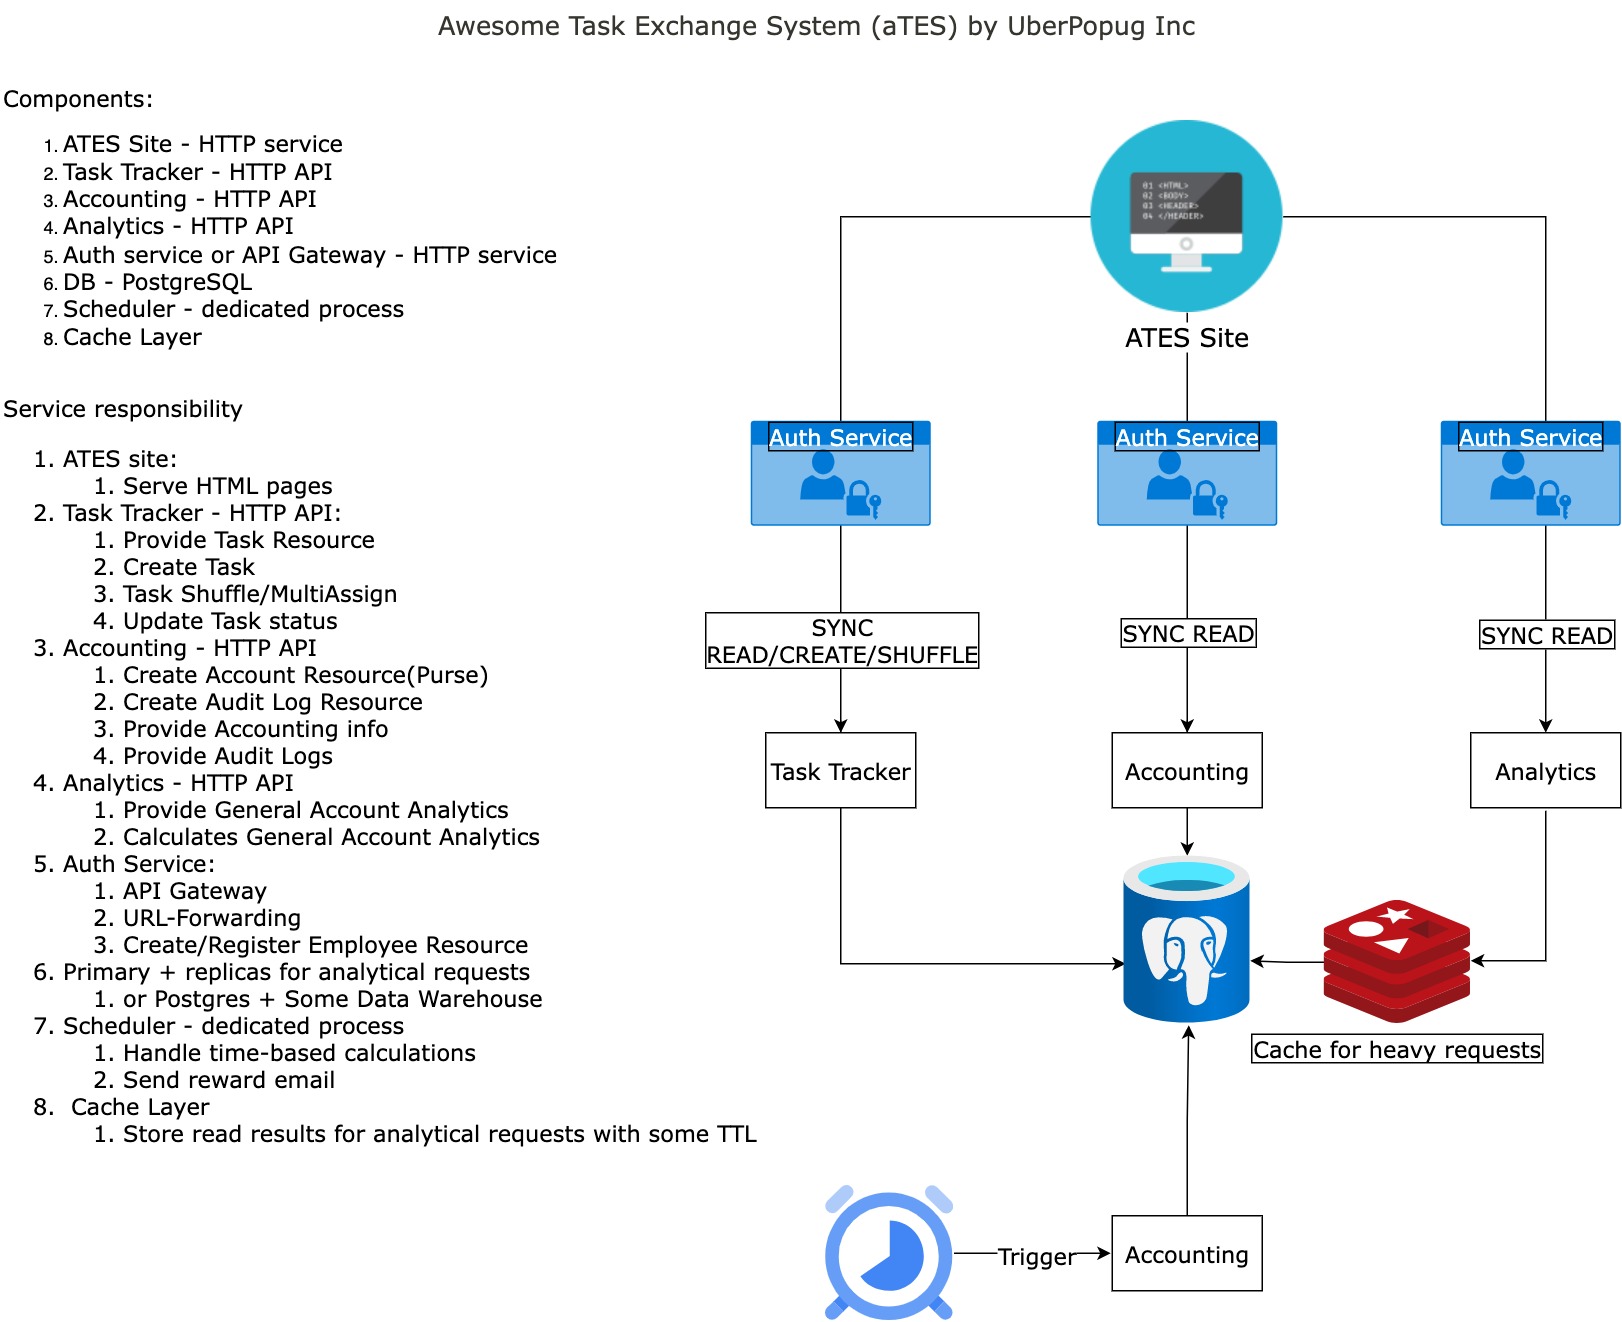 Awesome Task Exchange System (aTES) by UberPopug Inc
Components:
1. ATES Site - HTTP service
2. Task Tracker - HTTP API
3. Accounting - HTTP API
4. Analytics - HTTP API
5. Auth service or API Gateway - HTTP service
6. DB - PostgreSQL
7. Scheduler - dedicated process
8. Cache Layer
Service responsibility
1. ATES site:
1. Serve HTML pages
2. Task Tracker - HTTP API:
1. Provide Task Resource
2. Create Task
3. Task Shuffle/MultiAssign
4. Update Task status
3. Accounting - HTTP API
1. Create Account Resource(Purse)
2. Create Audit Log Resource
3. Provide Accounting info
4. Provide Audit Logs
4. Analytics - HTTP API
1. Provide General Account Analytics
2. Calculates General Account Analytics
5. Auth Service:
1. API Gateway
2. URL-Forwarding
3. Create/Register Employee Resource
6. Primary + replicas for analytical requests
1. or Postgres + Some Data Warehouse
7. Scheduler - dedicated process
1. Handle time-based calculations
2. Send reward email
8. Cache Layer
1. Store read results for analytical requests with some TTL
01 <HTML>
02 <BODY>
03 <HEADER>
04 </HEADER>
ATES Site
Auth Service
Auth Service
Auth Service
SYNC
READ/CREATE/SHUFFLE
SYNC READ
SYNC READ
Task Tracker
Accounting
Analytics
Cache for heavy requests
Trigger
Accounting